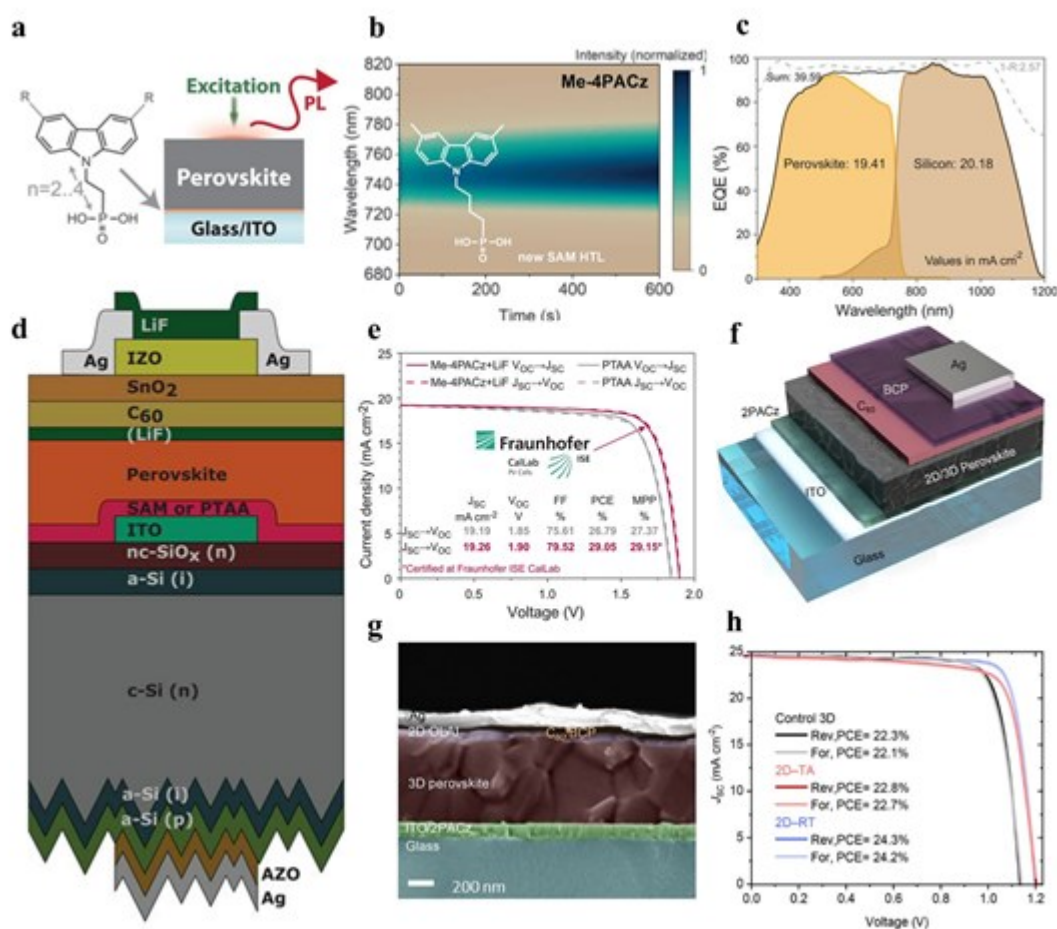 a
R
R
N
n=2..4
HO-P-OH
O
Excitation
PL
Perovskite
Glass/ITO
b
Intensity (normalized)
Me-4PACz
Wavelength (nm)
820
800
780
760
740
720
700
680
N
HO-P-OH
O
new SAM HTL
0
200
400
600
Time (s)
1
0
c
EQE (%)
100
80
60
40
20
0
Sum: 39.59
1-R:2.57
Perovskite: 19.41
Silicon: 20.18
Values in mA cm-2
400
600
800
1000
1200
Wavelength (nm)
d
LiF
Ag
IZO
Ag
SnO2
C60
(LiF)
Perovskite
SAM or PTAA
ITO
nc-SiOx (n)
a-Si (i)
c-Si (n)
a-Si (i)
a-Si (p)
AZO
Ag
e
Current density (mA cm-2)
25
20
15
10
5
0
Me-4PACz+LiF VOC→JSC
PTAA VOC→JSC
Me-4PACz+LiF JSC→VOC
PTAA JSC→VOC
Fraunhofer
ISE
CalLab
PV Cells
JSC VOC FF PCE MPP
mA cm-2 V % % %
JSC→VOC 19.19 1.85 75.61 26.79 27.37
JSC→VOC 19.26 1.90 79.52 29.05 29.15*
*Certified at Fraunhofer ISE CalLab
0.5
1.0
1.5
2.0
Voltage (V)
f
Ag
BCP
C60
2PACz
2D/3D Perovskite
ITO
Glass
g
Ag
C60/BCP
3D perovskite
ITO/2PACz
Glass
200 nm
h
JSC (mA cm-2)
25
20
15
10
5
0
Control 3D
Rev,PCE= 22.3%
For, PCE= 22.1%
2D-TA
Rev,PCE= 22.8%
For, PCE= 22.7%
2D-RT
Rev,PCE= 24.3%
For, PCE= 24.2%
0.0
0.2
0.4
0.6
0.8
1.0
1.2
Voltage (V)